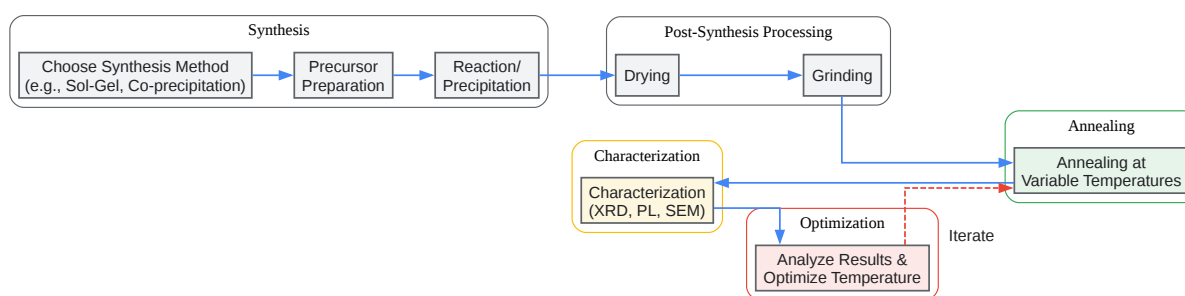 Synthesis
Choose Synthesis Method
(e.g., Sol-Gel, Co-precipitation)
Precursor
Preparation
Reaction/
Precipitation
Post-Synthesis Processing
Drying
Grinding
Annealing
Annealing at
Variable Temperatures
Characterization
Characterization
(XRD, PL, SEM)
Optimization
Analyze Results &
Optimize Temperature
Iterate